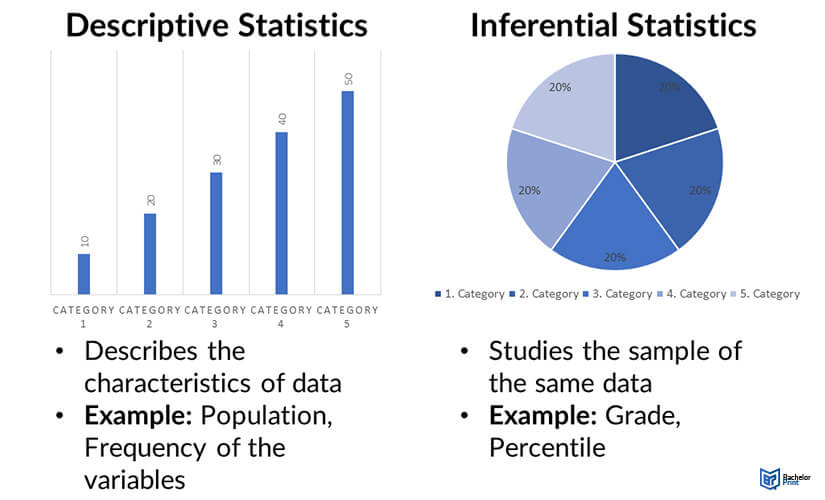 Descriptive Statistics
10
20
30
40
50
CATEGORY 1
CATEGORY 2
CATEGORY 3
CATEGORY 4
CATEGORY 5
• Describes the
characteristics of data
• Example: Population,
Frequency of the
variables
Inferential Statistics
20%
20%
20%
20%
20%
1. Category 2. Category 3. Category 4. Category 5. Category
• Studies the sample of
the same data
• Example: Grade,
Percentile
BP
Bachelor
Print